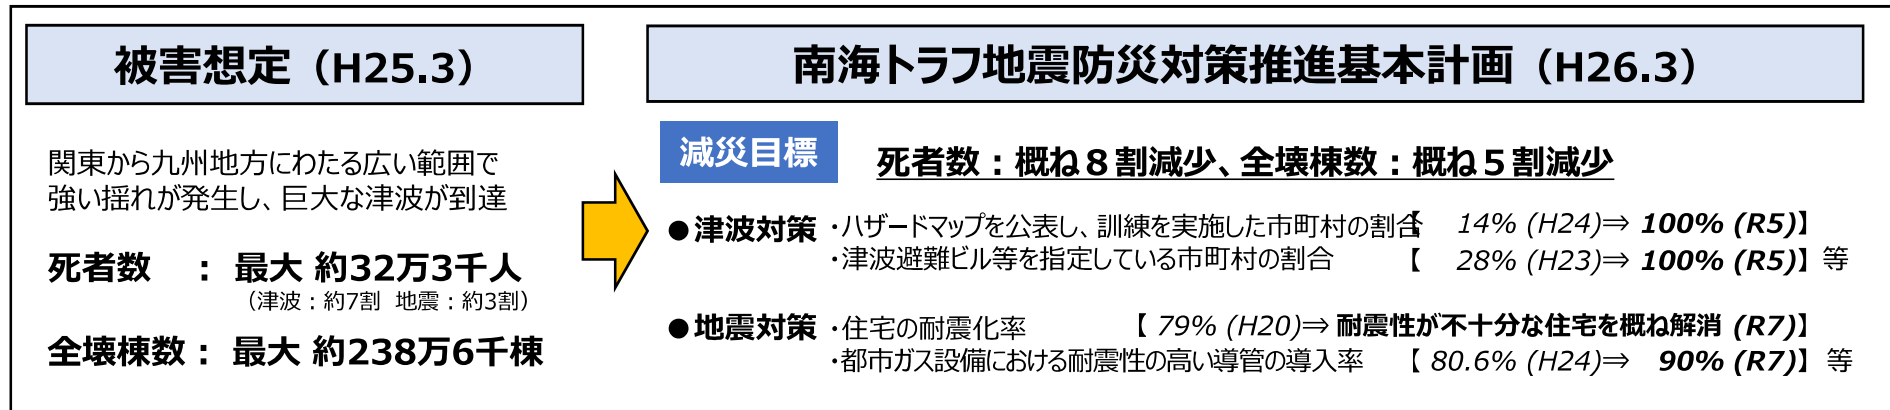 被害想定（H25.3）
関東から九州地方にわたる広い範囲で
強い揺れが発生し、巨大な津波が到達
死者数　：　最大 約32万3千人
（津波：約7割　地震：約3割）
全壊棟数：　最大 約238万6千棟
南海トラフ地震防災対策推進基本計画（H26.3）
減災目標　死者数：概ね８割減少、全壊棟数：概ね５割減少
●津波対策 ・ハザードマップを公表し、訓練を実施した市町村の割合【　14% (H24)⇒ 100% (R5)】
・津波避難ビル等を指定している市町村の割合　【　28% (H23)⇒ 100% (R5)】等
●地震対策 ・住宅の耐震化率　【 79% (H20)⇒ 耐震性が不十分な住宅を概ね解消 (R7)】
・都市ガス設備における耐震性の高い導管の導入率　【 80.6% (H24)⇒　90% (R7)】等